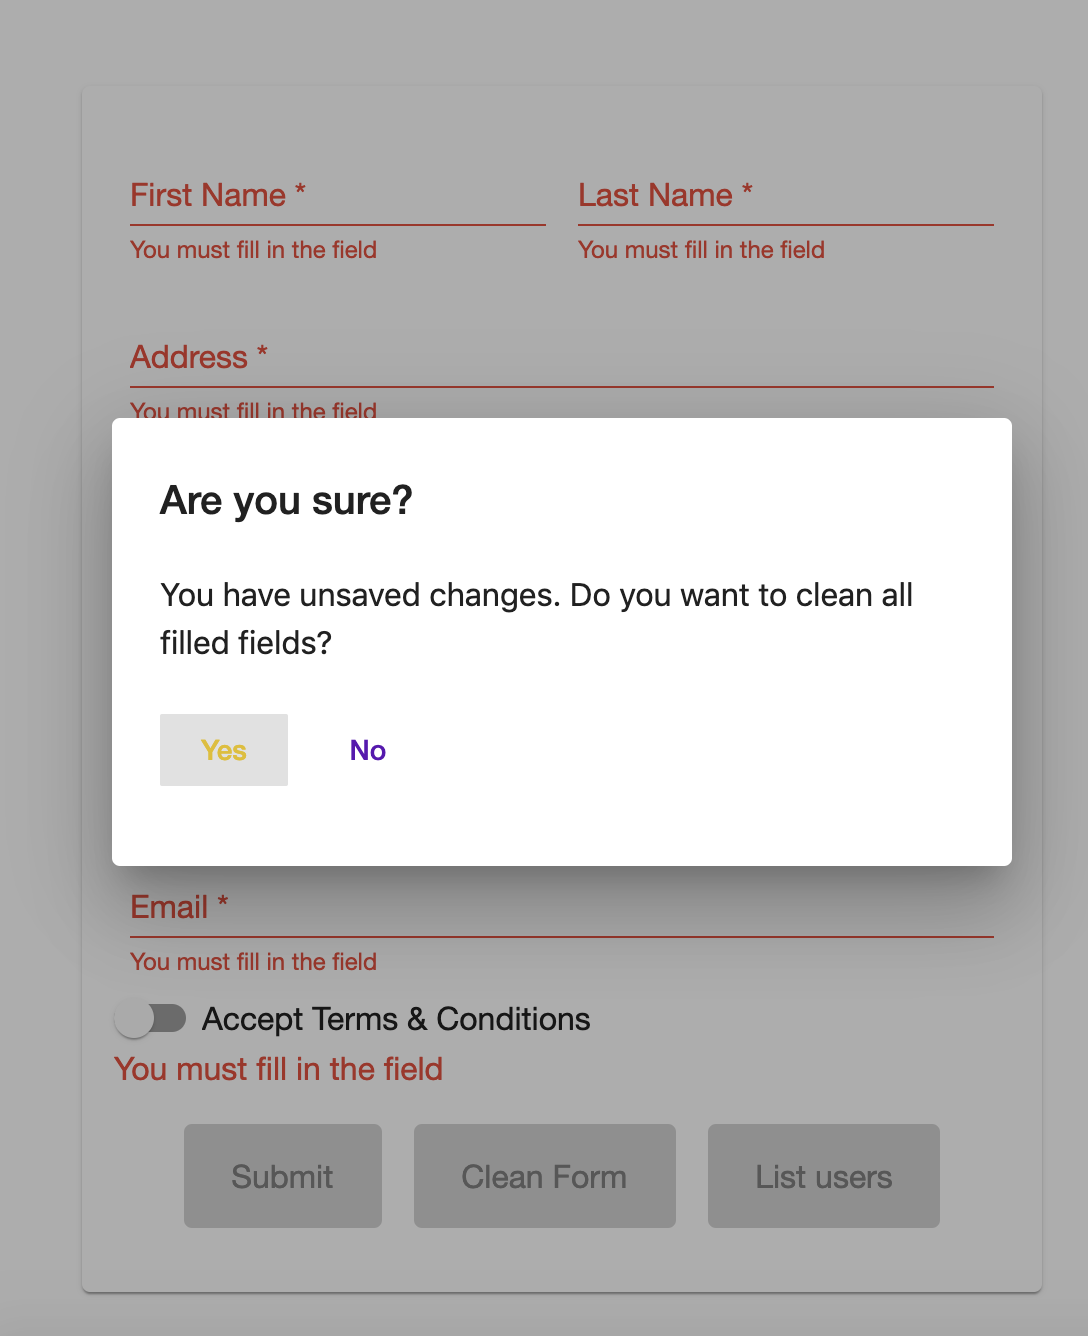 First Name *
Last Name *
You must fill in the field
You must fill in the field
Address *
You must fill in the field
Are you sure?
You have unsaved changes. Do you want to clean all
filled fields?
Yes
No
Email *
You must fill in the field
Accept Terms & Conditions
You must fill in the field
Submit
Clean Form
List users